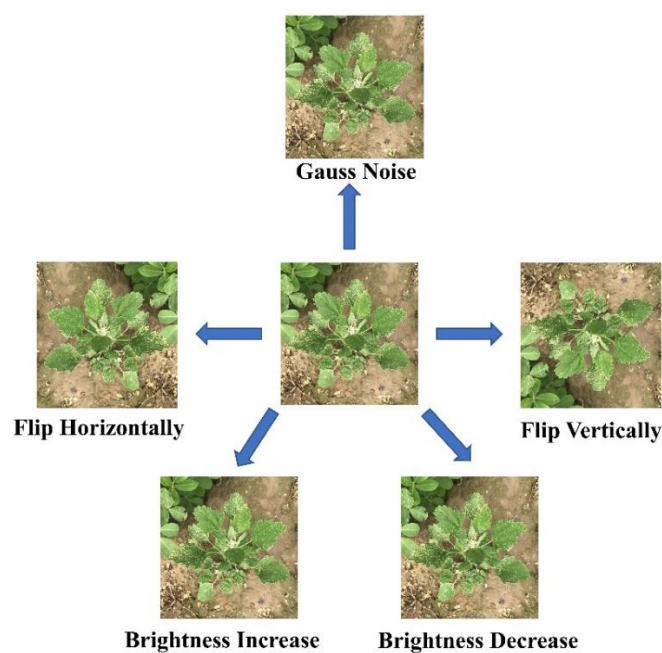 Gauss Noise
Flip Horizontally
Flip Vertically
Brightness Increase
Brightness Decrease